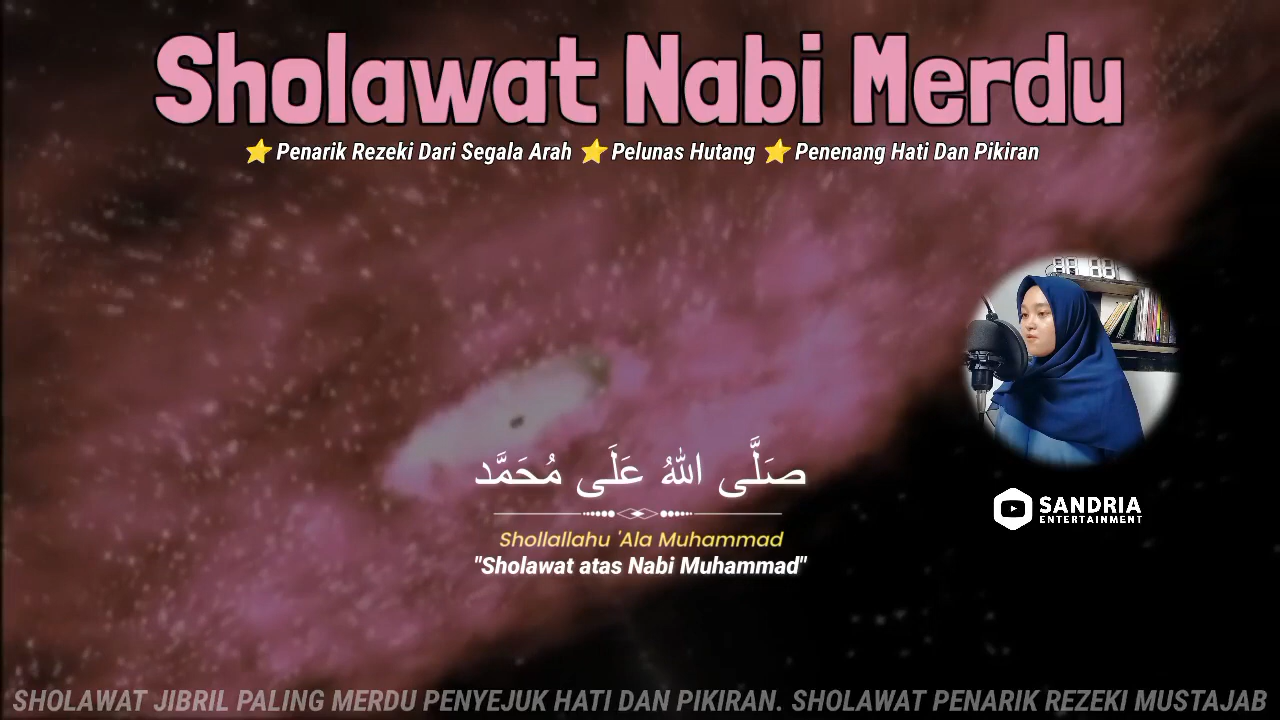 Sholawat Nabi Merdu
⭐ Penarik Rezeki Dari Segala Arah ⭐ Pelunas Hutang ⭐ Penenang Hati Dan Pikiran
صَلَّى اللهُ عَلَى مُحَمَّد
Shollallahu 'Ala Muhammad
"Sholawat atas Nabi Muhammad"
SANDRIA
ENTERTAINMENT
SHOLAWAT JIBRIL PALING MERDU PENYEJUK HATI DAN PIKIRAN. SHOLAWAT PENARIK REZEKI MUSTAJAB